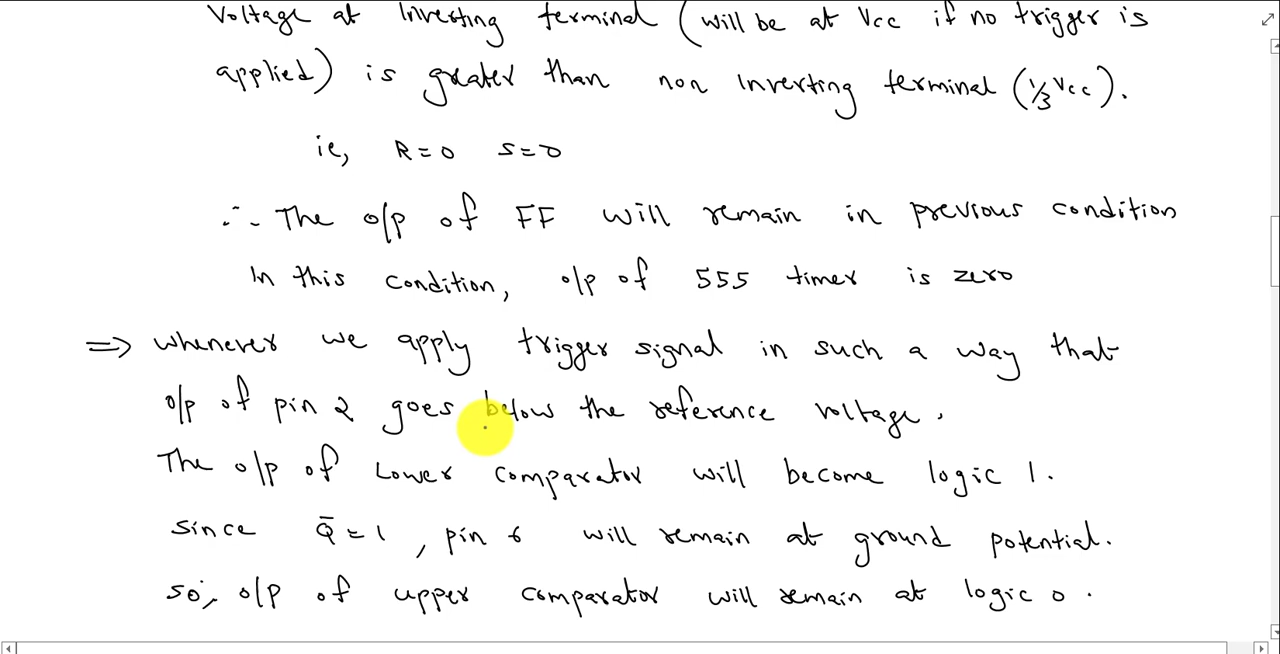 Voltage at Inverting terminal (will be at Vcc if no trigger is
applied) is greater than non Inverting terminal (1/3 Vcc).
ie, R=0 S=0
∴ The o/p of FF will remain in previous condition
In this condition, o/p of 555 timer is zero
⇒ whenever we apply trigger signal in such a way that
o/p of pin 2 goes below the reference voltage.
The o/p of Lower comparator will become logic 1.
since Q̄=1, pin 6 will remain at ground potential.
so, o/p of upper comparator will remain at logic 0.